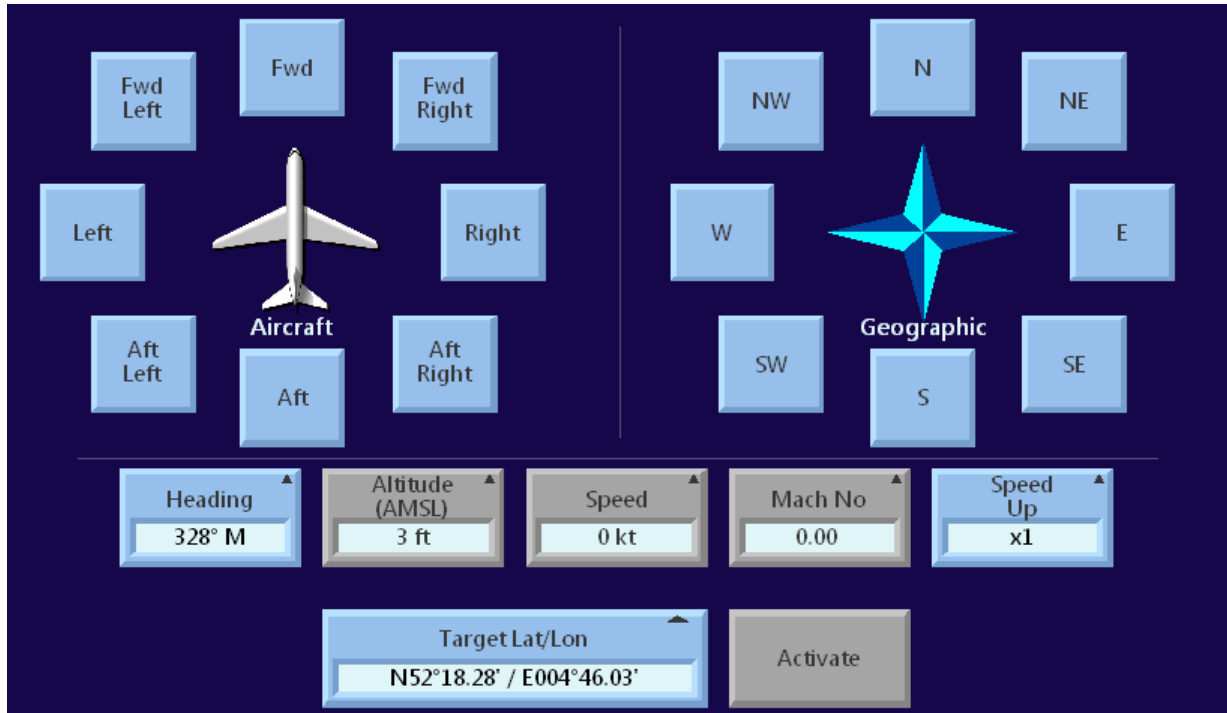 Fwd
Fwd
Left
Fwd
Right
Left
Right
Aircraft
Aft
Left
Aft
Right
Aft
N
NW
NE
W
E
Geographic
SW
SE
S
Heading
328° M
Altitude
(AMSL)
3 ft
Speed
0 kt
Mach No
0.00
Speed
Up
x1
Target Lat/Lon
N52°18.28' / E004°46.03'
Activate